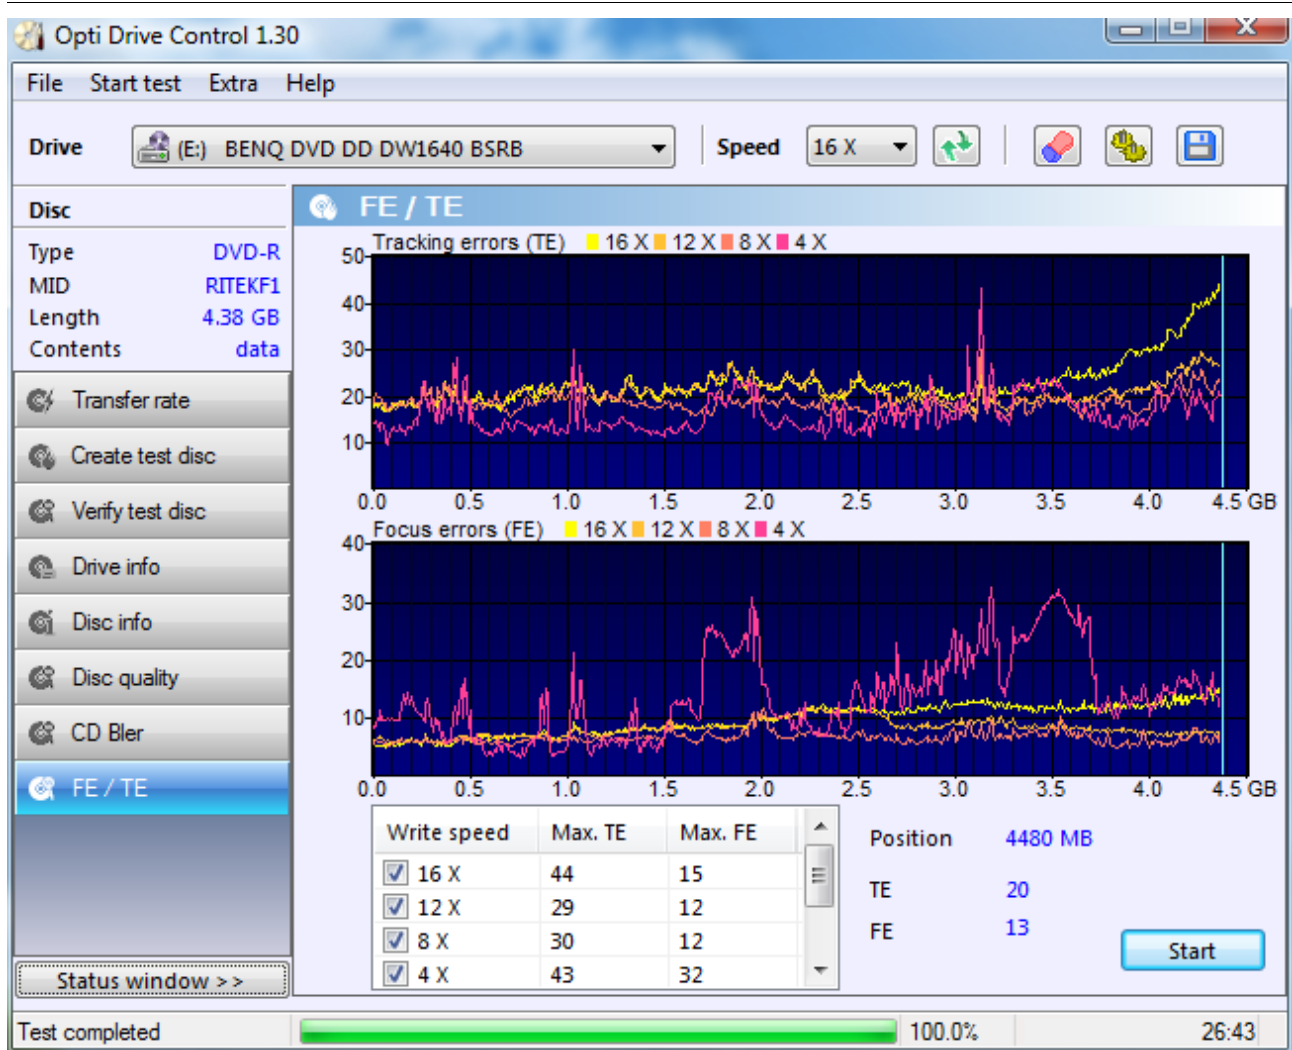 Opti Drive Control 1.30
File Start test Extra Help
Drive (E:) BENQ DVD DD DW1640 BSRB Speed 16 X
Disc
Type DVD-R
MID RITEKF1
Length 4.38 GB
Contents data
Transfer rate
Create test disc
Verify test disc
Drive info
Disc info
Disc quality
CD Bler
FE / TE
Status window >>
FE / TE
Tracking errors (TE) 16 X 12 X 8 X 4 X
50
40
30
20
10
0.0 0.5 1.0 1.5 2.0 2.5 3.0 3.5 4.0 4.5 GB
Focus errors (FE) 16 X 12 X 8 X 4 X
40
30
20
10
0.0 0.5 1.0 1.5 2.0 2.5 3.0 3.5 4.0 4.5 GB
Write speed Max. TE Max. FE
16 X 44 15
12 X 29 12
8 X 30 12
4 X 43 32
Position 4480 MB
TE 20
FE 13
Start
Test completed 100.0% 26:43